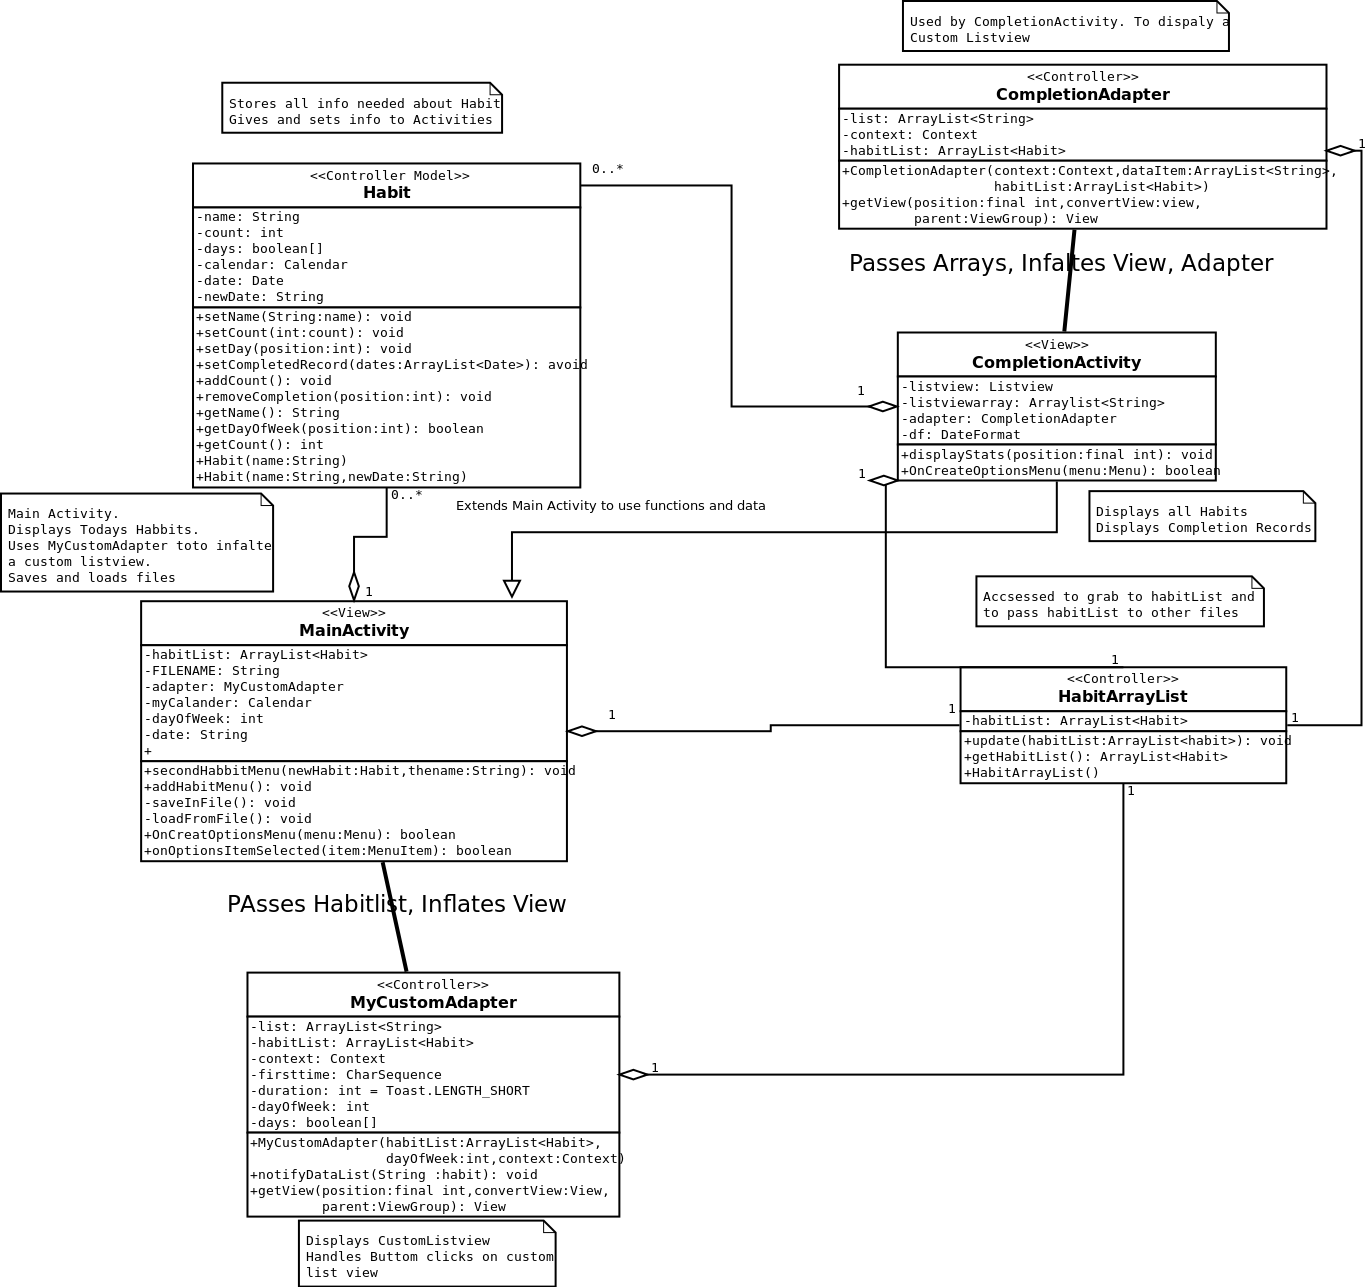 Used by CompletionActivity. To dispaly a
Custom Listview
<<Controller>>
CompletionAdapter
-list: ArrayList<String>
-context: Context
-habitList: ArrayList<Habit>
+CompletionAdapter(context:Context,dataItem:ArrayList<String>,
habitList:ArrayList<Habit>)
+getView(position:final int,convertView:view,
parent:ViewGroup): View
1
Stores all info needed about Habit
Gives and sets info to Activities
<<Controller Model>>
Habit
-name: String
-count: int
-days: boolean[]
-calendar: Calendar
-date: Date
-newDate: String
+setName(String:name): void
+setCount(int:count): void
+setDay(position:int): void
+setCompletedRecord(dates:ArrayList<Date>): avoid
+addCount(): void
+removeCompletion(position:int): void
+getName(): String
+getDayOfWeek(position:int): boolean
+getCount(): int
+Habit(name:String)
+Habit(name:String,newDate:String)
0..*
0..*
Passes Arrays, Infaltes View, Adapter
<<View>>
CompletionActivity
-listview: Listview
-listviewarray: Arraylist<String>
-adapter: CompletionAdapter
-df: DateFormat
+displayStats(position:final int): void
+OnCreateOptionsMenu(menu:Menu): boolean
1
1
Displays all Habits
Displays Completion Records
Extends Main Activity to use functions and data
Main Activity.
Displays Todays Habbits.
Uses MyCustomAdapter toto infalte
a custom listview.
Saves and loads files
1
<<View>>
MainActivity
-habitList: ArrayList<Habit>
-FILENAME: String
-adapter: MyCustomAdapter
-myCalander: Calendar
-dayOfWeek: int
-date: String
+
+secondHabbitMenu(newHabit:Habit,thename:String): void
+addHabitMenu(): void
-saveInFile(): void
-loadFromFile(): void
+OnCreatOptionsMenu(menu:Menu): boolean
+onOptionsItemSelected(item:MenuItem): boolean
1
Accsessed to grab to habitList and
to pass habitList to other files
1
1
1
<<Controller>>
HabitArrayList
-habitList: ArrayList<Habit>
+update(habitList:ArrayList<habit>): void
+getHabitList(): ArrayList<Habit>
+HabitArrayList()
1
PAsses Habitlist, Inflates View
<<Controller>>
MyCustomAdapter
-list: ArrayList<String>
-habitList: ArrayList<Habit>
-context: Context
-firsttime: CharSequence
-duration: int = Toast.LENGTH_SHORT
-dayOfWeek: int
-days: boolean[]
+MyCustomAdapter(habitList:ArrayList<Habit>,
dayOfWeek:int,context:Context)
+notifyDataList(String :habit): void
+getView(position:final int,convertView:View,
parent:ViewGroup): View
1
Displays CustomListview
Handles Buttom clicks on custom
list view